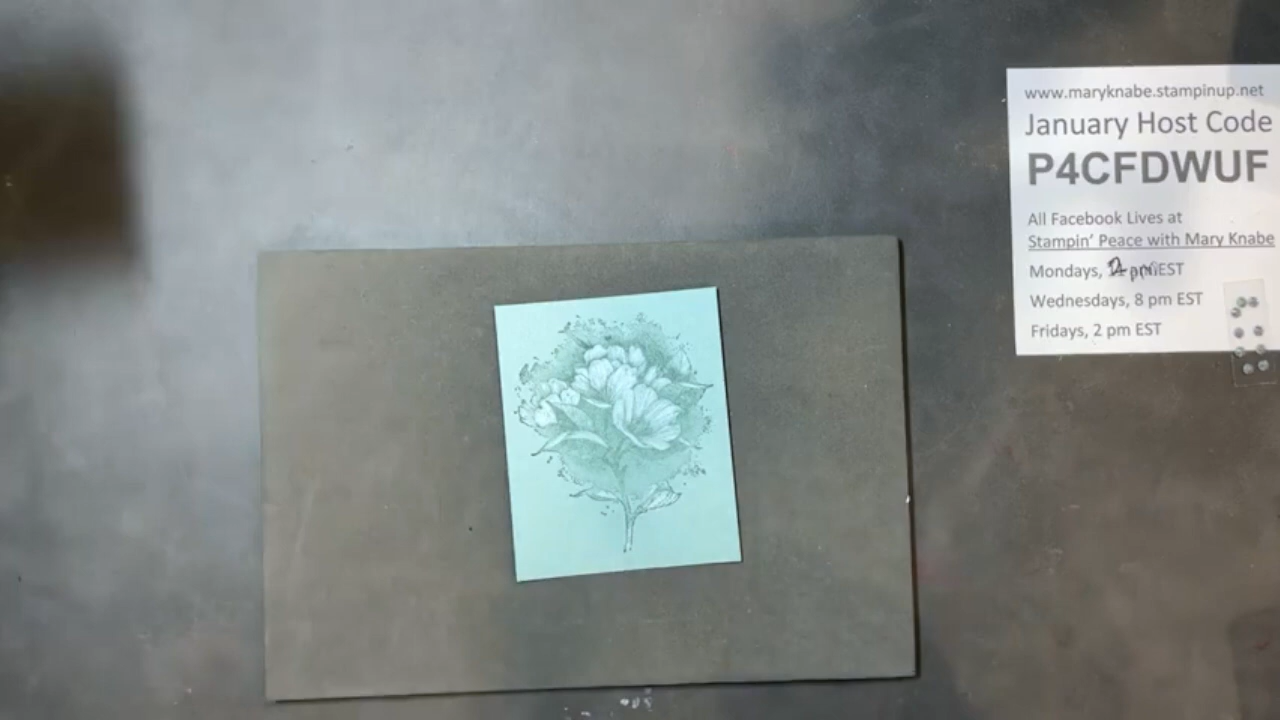 www.maryknabe.stampinup.net
January Host Code
P4CFDWUF
All Facebook Lives at
Stampin' Peace with Mary Knabe
Mondays, 2 pm EST
Wednesdays, 8 pm EST
Fridays, 2 pm EST